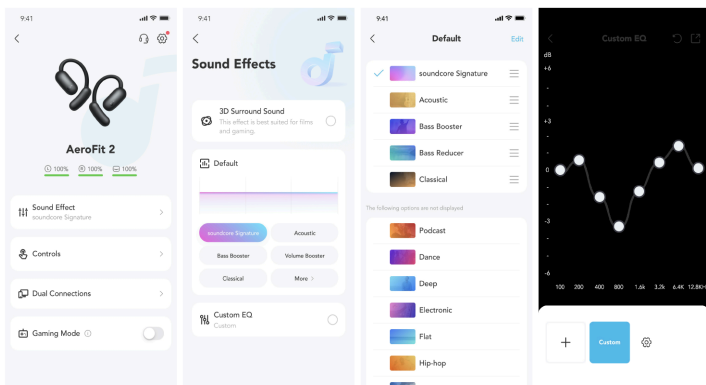 9:41
AeroFit 2
L 100%
R 100%
100%
Sound Effect
soundcore Signature
Controls
Dual Connections
Gaming Mode
9:41
Sound Effects
3D Surround Sound
This effect is best suited for films
and gaming.
Default
soundcore Signature
Acoustic
Bass Booster
Volume Booster
Classical
More >
Custom EQ
Custom
9:41
Default
Edit
soundcore Signature
Acoustic
Bass Booster
Bass Reducer
Classical
The following options are not displayed
Podcast
Dance
Deep
Electronic
Flat
Hip-hop
Custom EQ
dB
+6
+3
0
-3
-6
100 200 400 800 1.6k 3.2k 6.4K 12.8KH
+
Custom